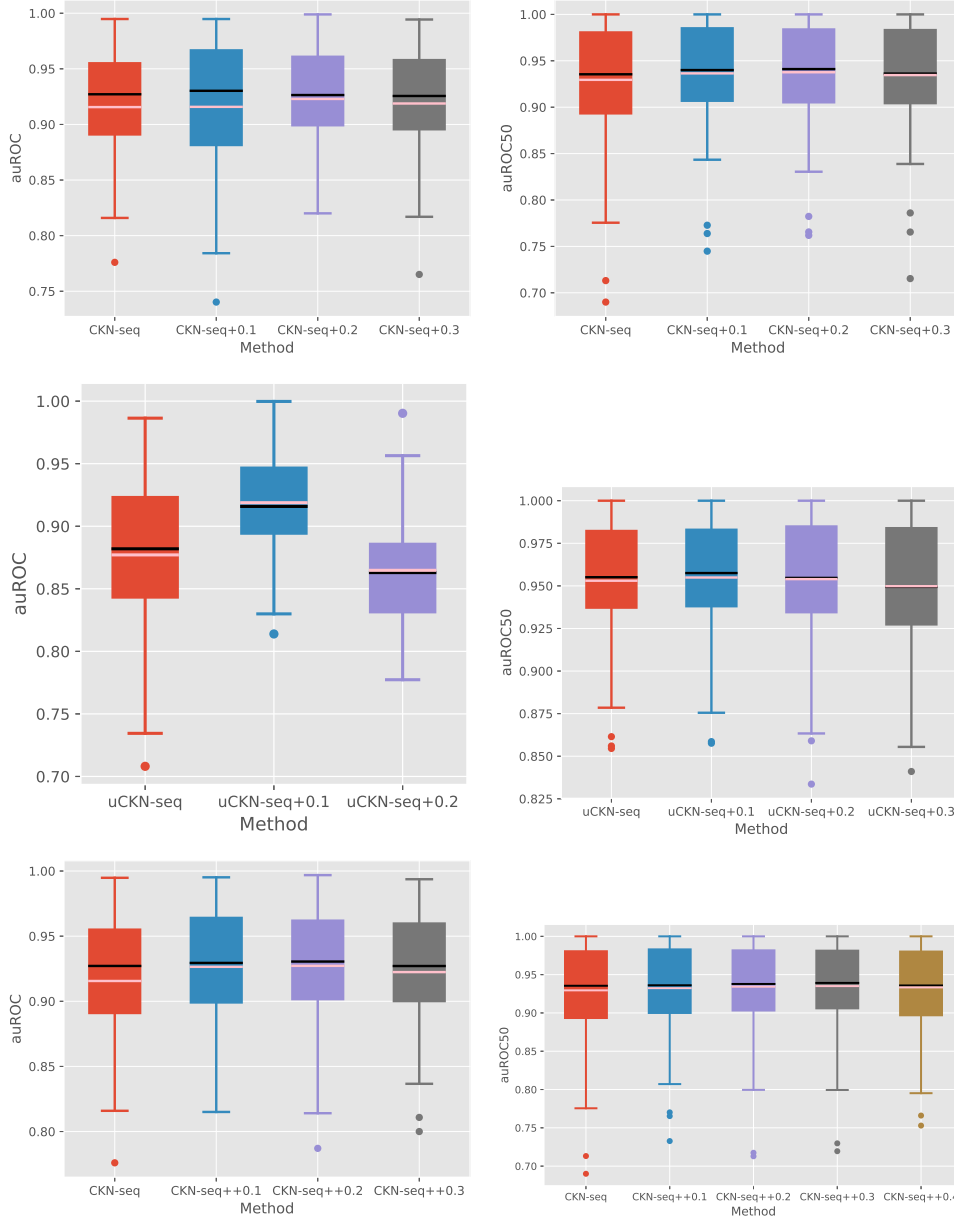 1.00
0.95
0.90
0.85
0.80
0.75
auROC
CKN-seq CKN-seq+0.1 CKN-seq+0.2 CKN-seq+0.3
Method
1.00
0.95
0.90
0.85
0.80
0.75
0.70
auROC50
CKN-seq CKN-seq+0.1 CKN-seq+0.2 CKN-seq+0.3
Method
1.00
0.95
0.90
0.85
0.80
0.75
0.70
auROC
uCKN-seq uCKN-seq+0.1 uCKN-seq+0.2
Method
1.000
0.975
0.950
0.925
0.900
0.875
0.850
0.825
auROC50
uCKN-seq uCKN-seq+0.1 uCKN-seq+0.2 uCKN-seq+0.3
Method
1.00
0.95
0.90
0.85
0.80
auROC
CKN-seq CKN-seq++0.1 CKN-seq++0.2 CKN-seq++0.3
Method
1.00
0.95
0.90
0.85
0.80
0.75
0.70
auROC50
CKN-seq CKN-seq++0.1 CKN-seq++0.2 CKN-seq++0.3 CKN-seq++0.4
Method